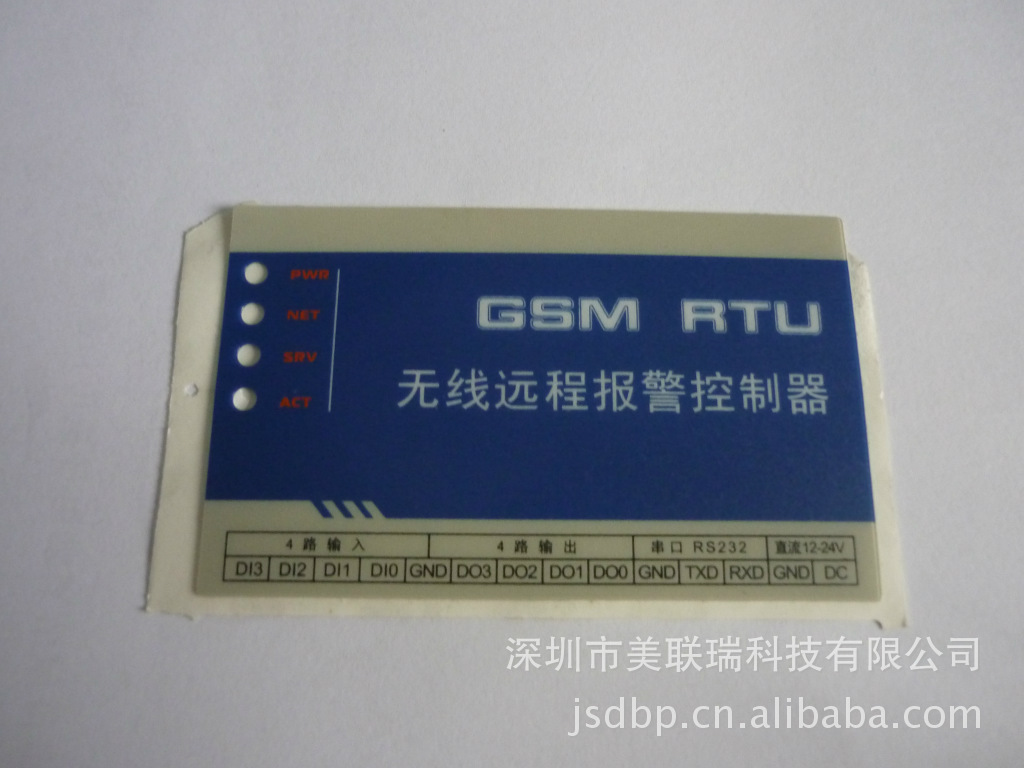 PWR
NET
SRV
ACT
GSM RTU
无线远程报警控制器
4路输入 4路输出 串口 RS232 直流12-24V
DI3 DI2 DI1 DI0 GND DO3 DO2 DO1 DO0 GND TXD RXD GND DC
深圳市美联瑞科技有限公司
jsdbp.cn.alibaba.com